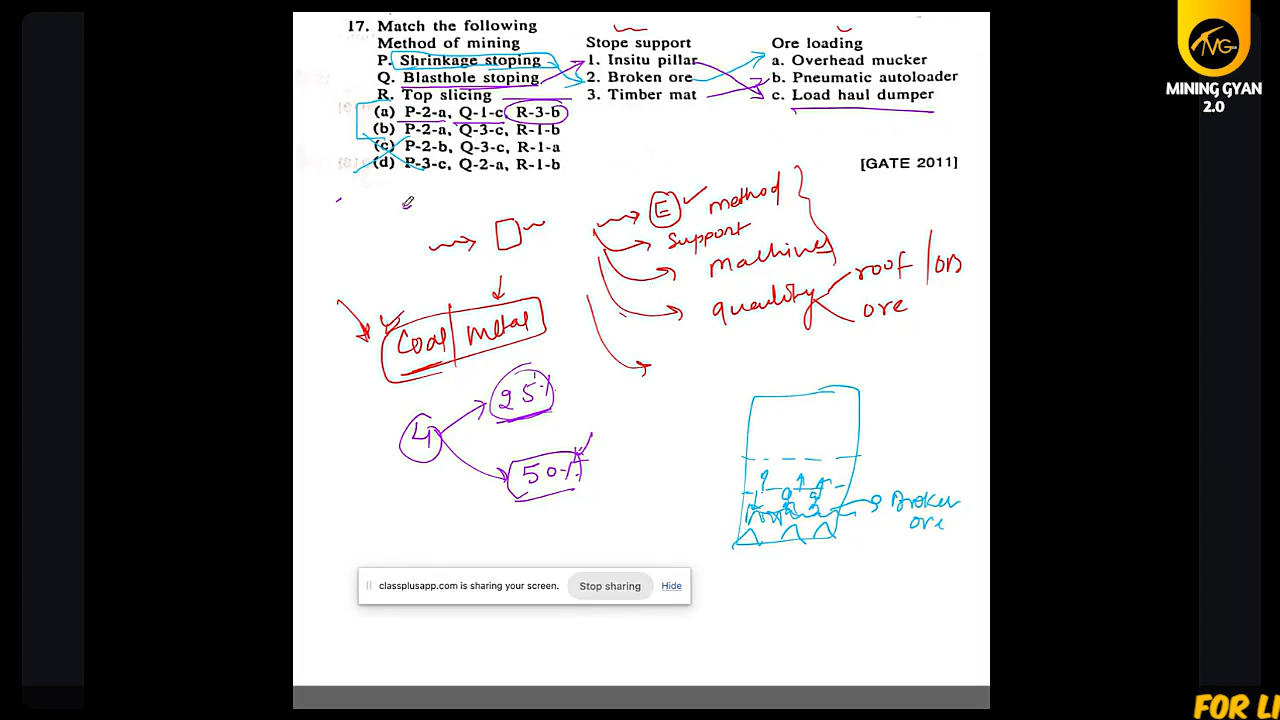 17. Match the following
Method of mining Stope support Ore loading
P. Shrinkage stoping 1. Insitu pillar a. Overhead mucker
Q. Blasthole stoping 2. Broken ore b. Pneumatic autoloader
R. Top slicing 3. Timber mat c. Load haul dumper
(a) P-2-a, Q-1-c, R-3-b
(b) P-2-a, Q-3-c, R-1-b
(c) P-2-b, Q-3-c, R-1-a
(d) P-3-c, Q-2-a, R-1-b [GATE 2011]
TMG
MINING GYAN
2.0
E method
support
machines
roof / OB
quality
ore
Coal | metal
25%
4
50%
Broken
ore
classplusapp.com is sharing your screen. Stop sharing Hide
FOR LI